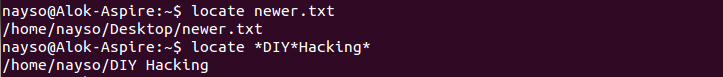 nayso@Alok-Aspire:~$ locate newer.txt
/home/nayso/Desktop/newer.txt
nayso@Alok-Aspire:~$ locate *DIY*Hacking*
/home/nayso/DIY Hacking